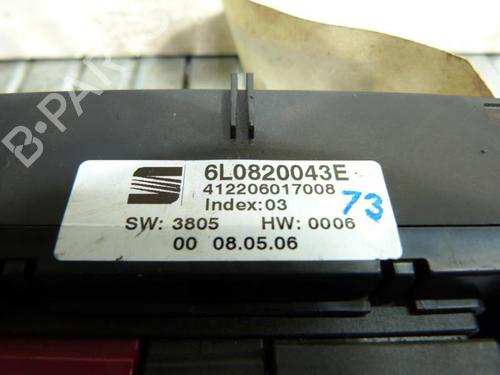 B-PARTS
6L0820043E
412206017008
Index:03
73
SW: 3805 HW: 0006
00 08.05.06